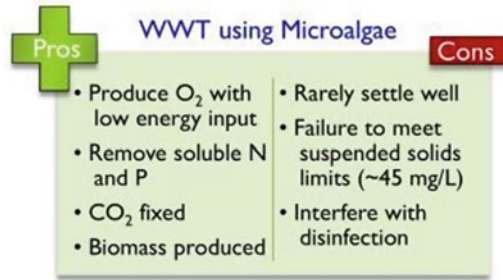 WWT using Microalgae
Pros
Cons
• Produce O₂ with
low energy input
• Remove soluble N
and P
• CO₂ fixed
• Biomass produced
• Rarely settle well
• Failure to meet
suspended solids
limits (~45 mg/L)
• Interfere with
disinfection